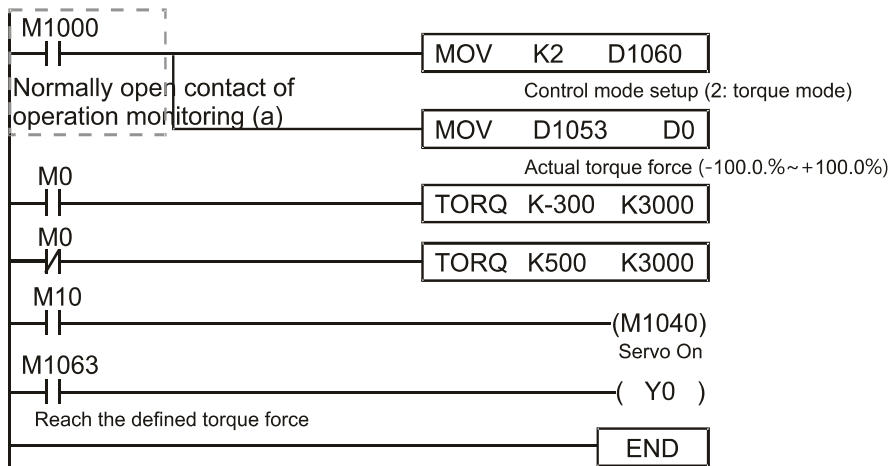 M1000
MOV K2 D1060
Normally open contact of
operation monitoring (a)
Control mode setup (2: torque mode)
MOV D1053 D0
Actual torque force (-100.0.%~+100.0%)
M0
TORQ K-300 K3000
M0
TORQ K500 K3000
M10
(M1040)
Servo On
M1063
( Y0 )
Reach the defined torque force
END